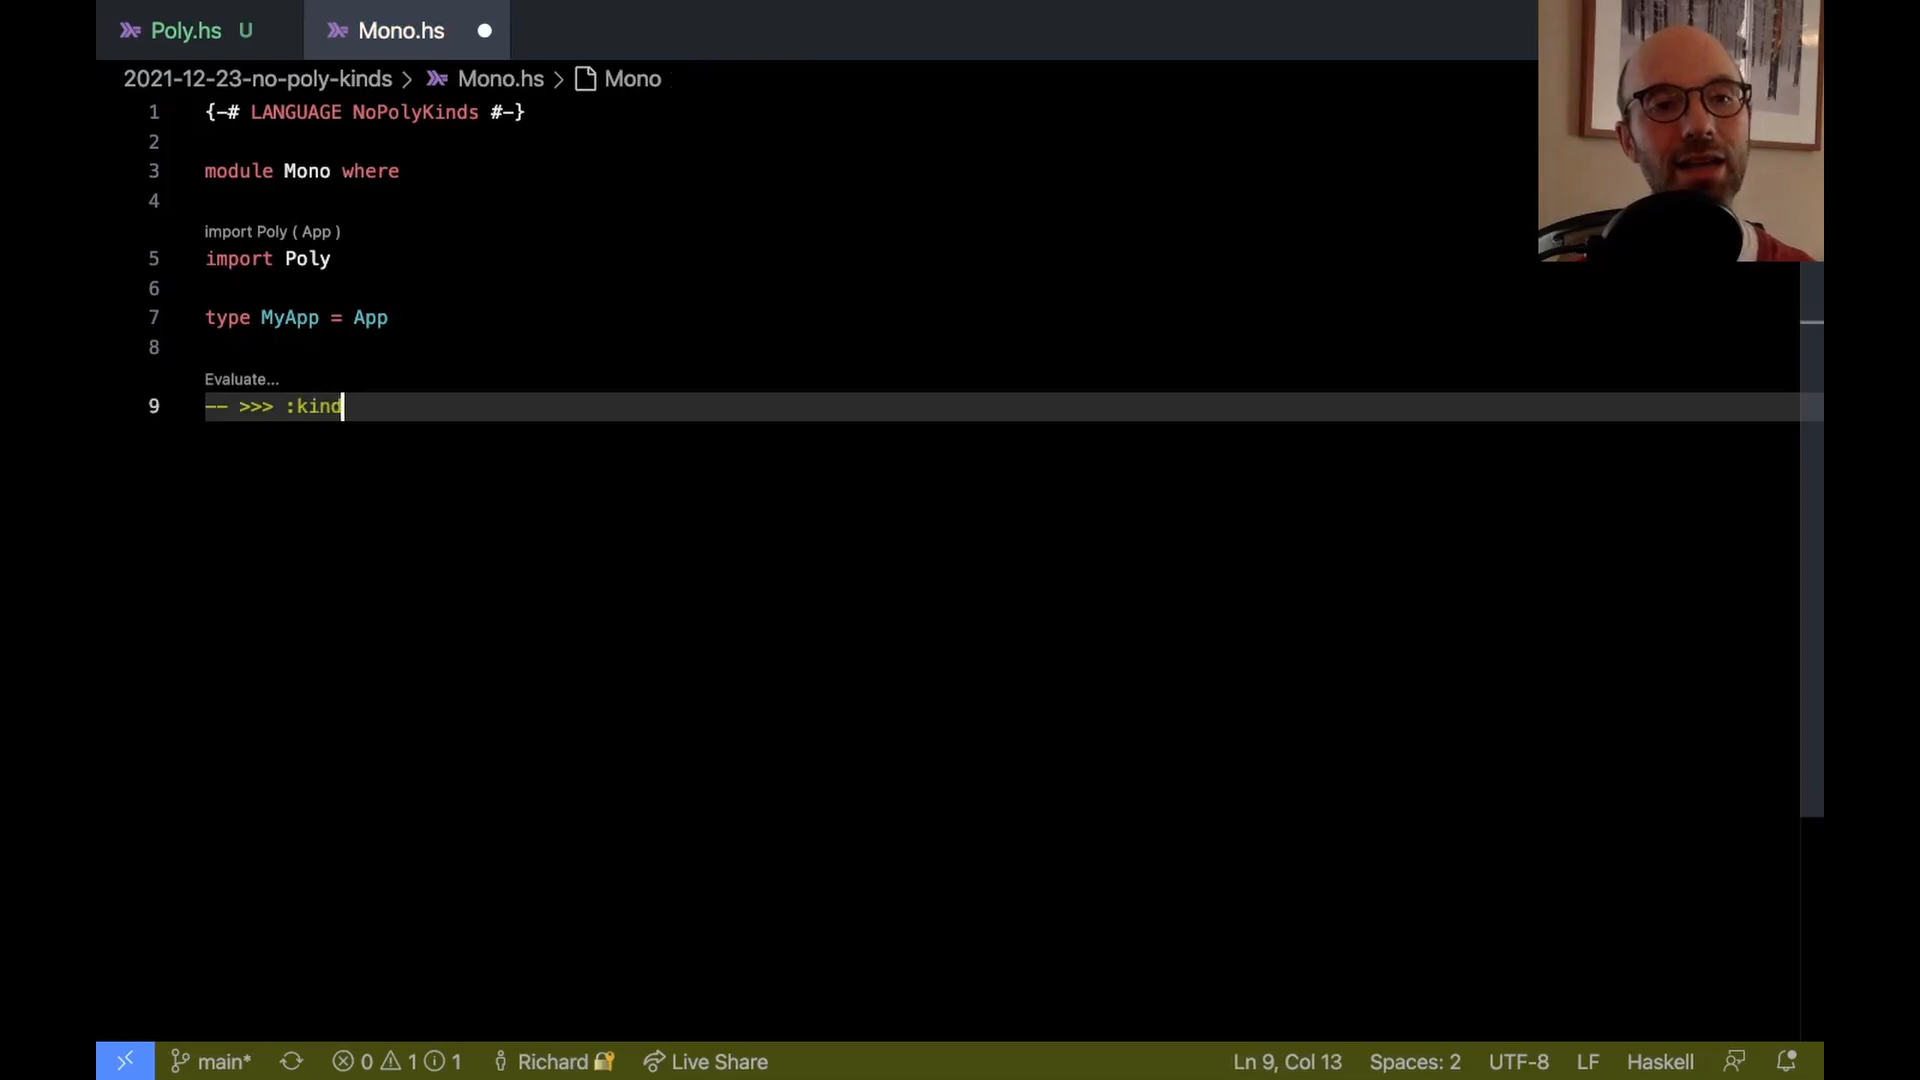 Poly.hs U Mono.hs
2021-12-23-no-poly-kinds > Mono.hs > Mono
1 {-# LANGUAGE NoPolyKinds #-}
2
3 module Mono where
4
import Poly ( App )
5 import Poly
6
7 type MyApp = App
8
Evaluate...
9 -- >>> :kind
main* 0 1 1 Richard Live Share Ln 9, Col 13 Spaces: 2 UTF-8 LF Haskell